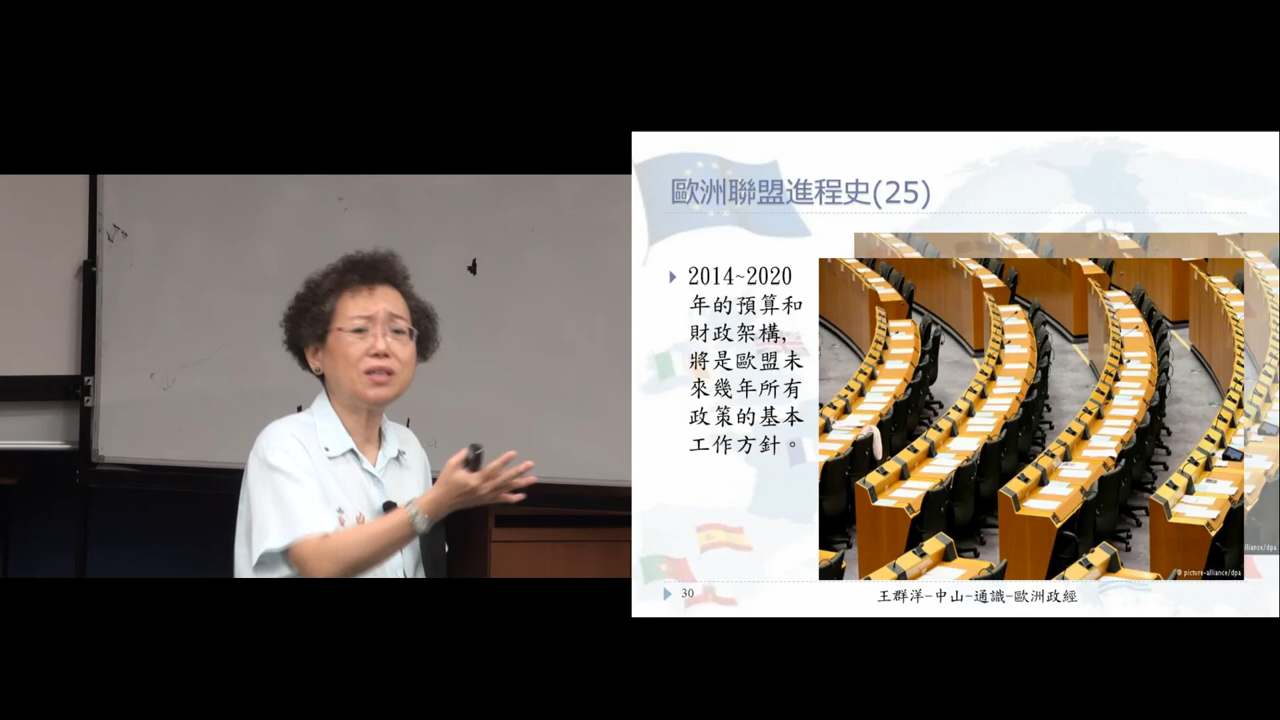 歐洲聯盟進程史(25)
2014~2020
年的預算和
財政架構,
將是歐盟未
來幾年所有
政策的基本
工作方針。
lliance/dpa
© picture-alliance/dpa
30
王群洋-中山-通識-歐洲政經